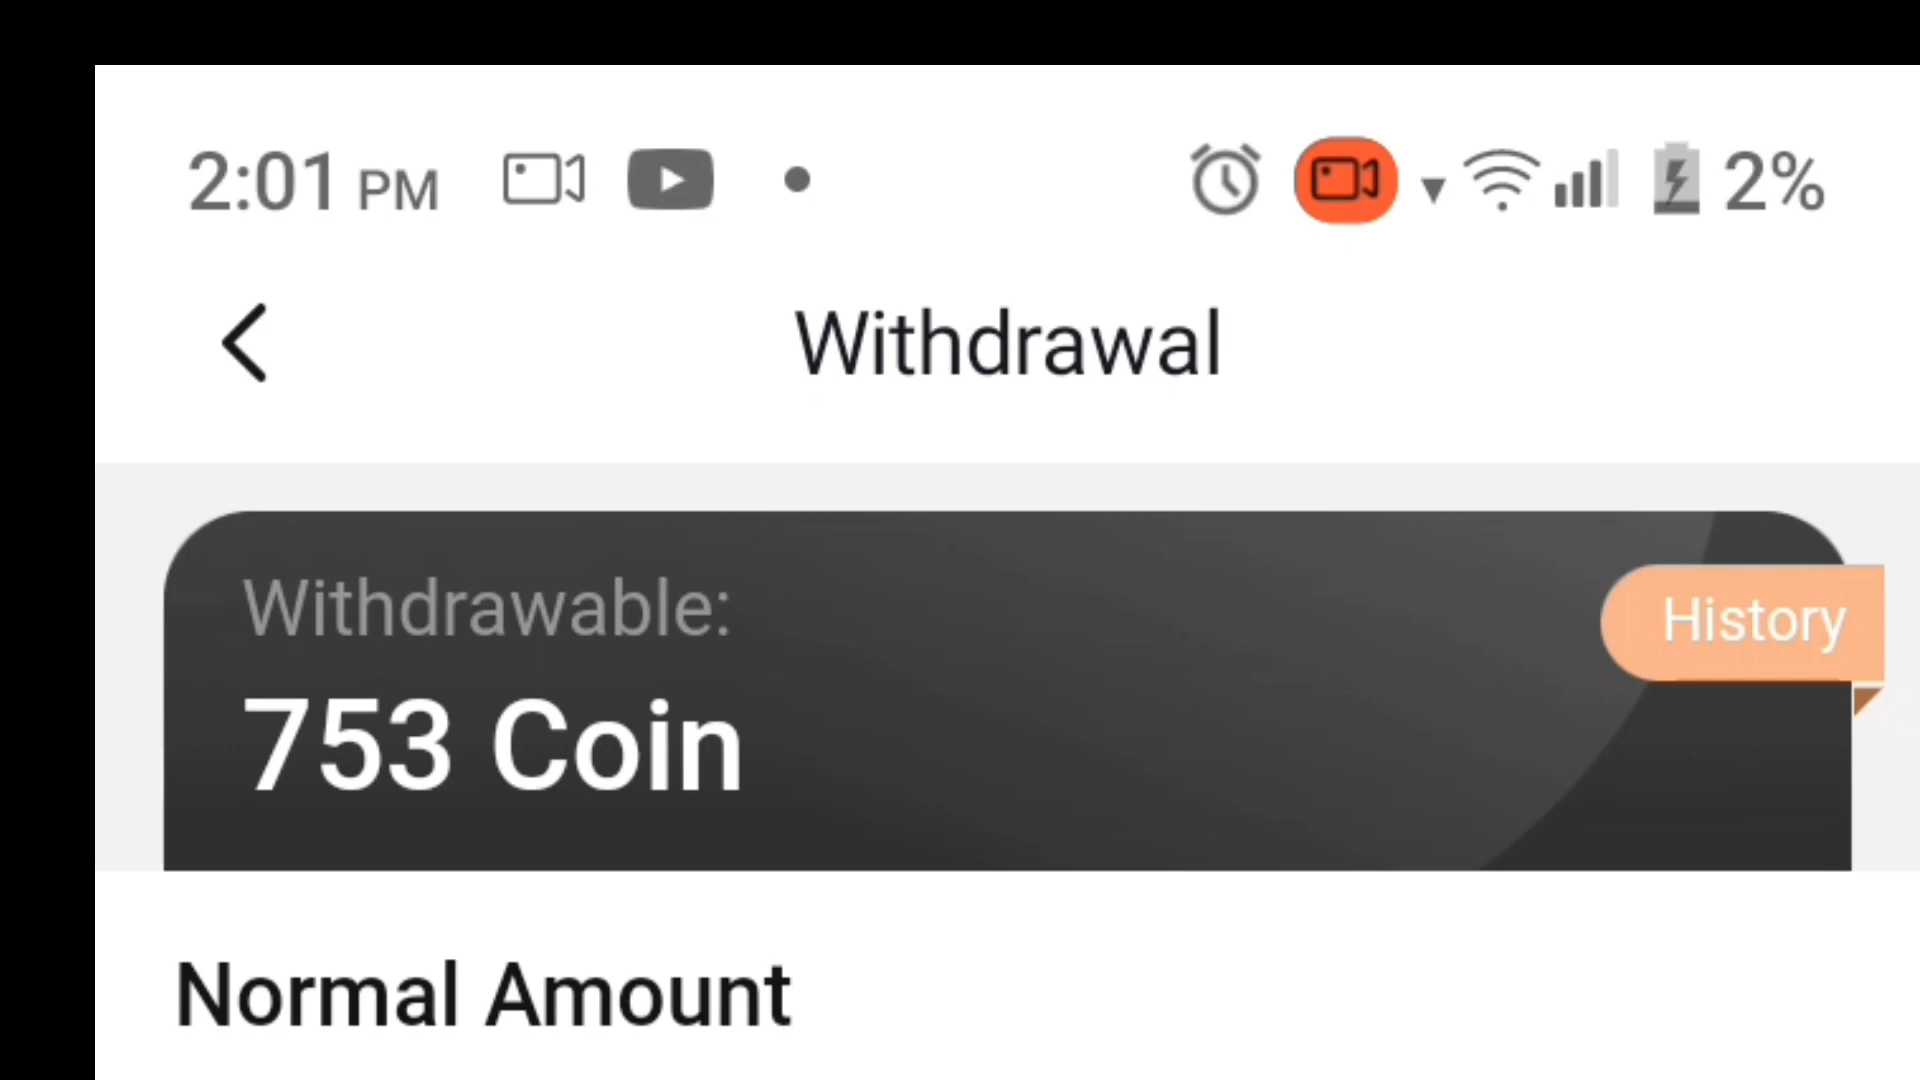 2:01 PM 2%
Withdrawal
Withdrawable:
History
753 Coin
Normal Amount